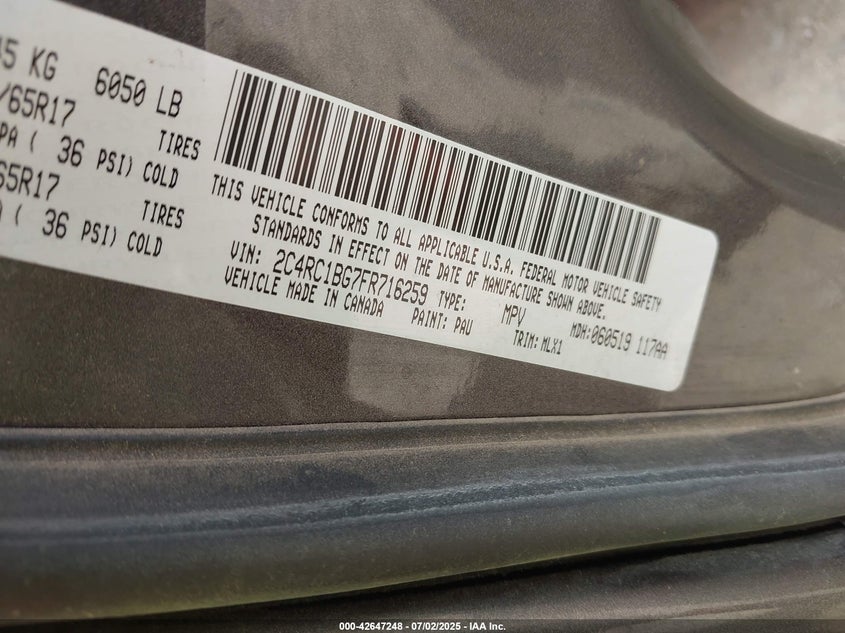 45 KG 6050 LB
/65R17 TIRES
PA ( 36 PSI) COLD
65R17 TIRES
( 36 PSI) COLD
THIS VEHICLE CONFORMS TO ALL APPLICABLE U.S.A. FEDERAL MOTOR VEHICLE SAFETY
STANDARDS IN EFFECT ON THE DATE OF MANUFACTURE SHOWN ABOVE.
VIN: 2C4RC1BG7FR716259 TYPE: MPV MDH:060519 117AA
VEHICLE MADE IN CANADA PAINT: PAU TRIM: MLX1
000-42647248 - 07/02/2025 - IAA Inc.